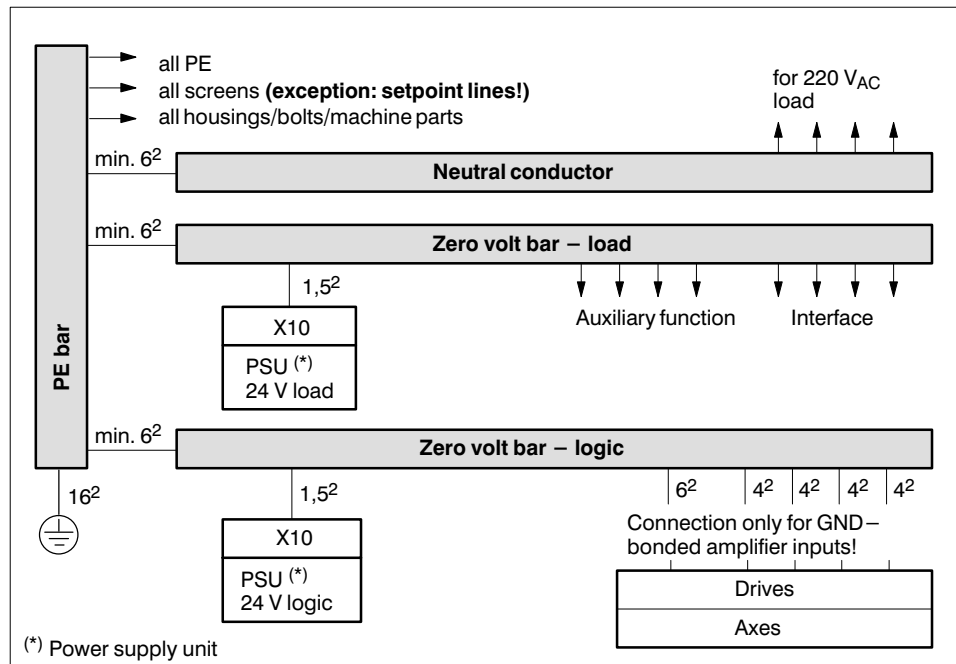 all PE
all screens (exception: setpoint lines!)
all housings/bolts/machine parts
for 220 VAC
load
min. 6²
Neutral conductor
min. 6²
Zero volt bar – load
1,5²
X10
PSU (*)
24 V load
Auxiliary function
Interface
PE bar
min. 6²
Zero volt bar – logic
16²
1,5²
6²
4²
4²
4²
4²
X10
PSU (*)
24 V logic
Connection only for GND–
bonded amplifier inputs!
Drives
Axes
(*) Power supply unit